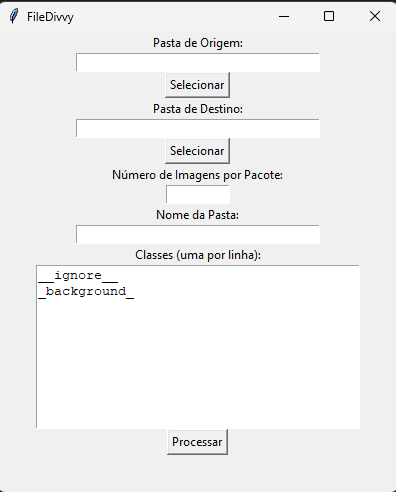 FileDivvy
Pasta de Origem:
Selecionar
Pasta de Destino:
Selecionar
Número de Imagens por Pacote:
Nome da Pasta:
Classes (uma por linha):
__ignore__
_background_
Processar